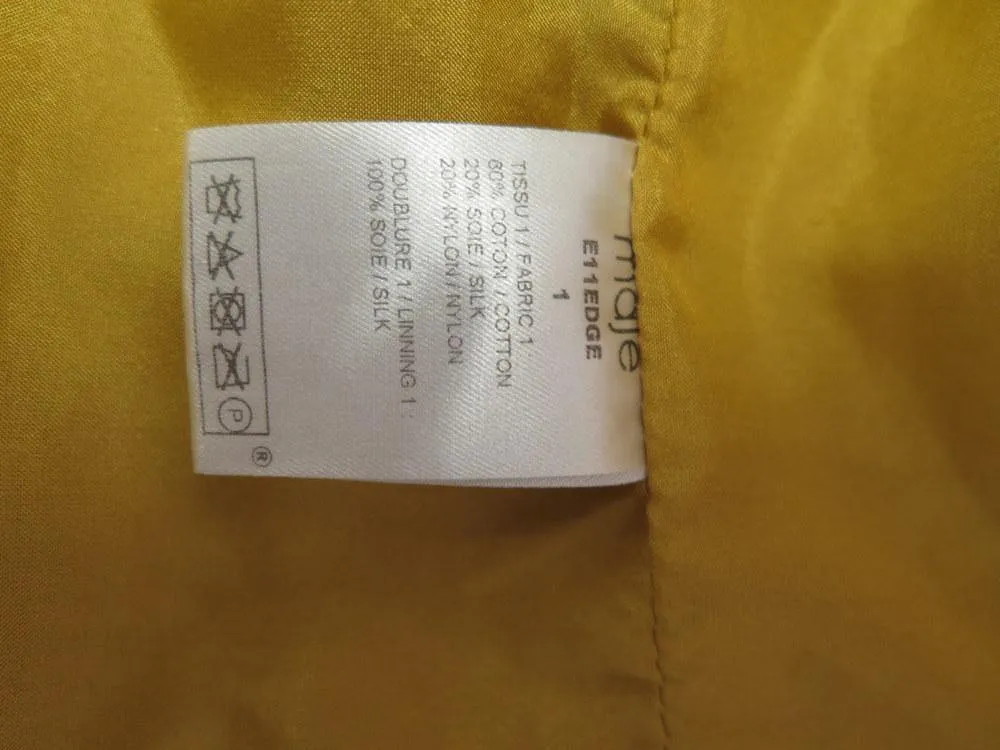 maje
E11EDGE
1
TISSU 1 / FABRIC 1 :
60% COTON / COTTON
20% SOIE / SILK
20% NYLON / NYLON
DOUBLURE 1 / LINNING 1 :
100% SOIE / SILK
P
®